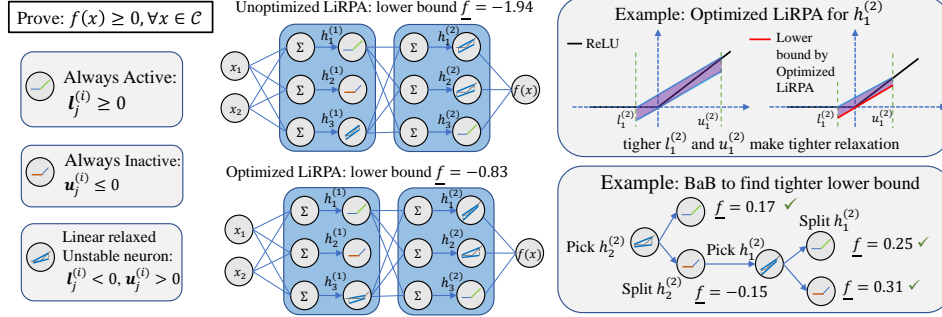 Prove: f(x) ≥ 0, ∀x ∈ 𝒞
Always Active:
l_j^(i) ≥ 0
Always Inactive:
u_j^(i) ≤ 0
Linear relaxed
Unstable neuron:
l_j^(i) < 0, u_j^(i) > 0
Unoptimized LiRPA: lower bound f = −1.94
x_1
x_2
Σ
Σ
Σ
h_1^(1)
h_2^(1)
h_3^(1)
Σ
Σ
Σ
h_1^(2)
h_2^(2)
h_3^(2)
f(x)
Optimized LiRPA: lower bound f = −0.83
x_1
x_2
Σ
Σ
Σ
h_1^(1)
h_2^(1)
h_3^(1)
Σ
Σ
Σ
h_1^(2)
h_2^(2)
h_3^(2)
f(x)
Example: Optimized LiRPA for h_1^(2)
ReLU
Lower
bound by
Optimized
LiRPA
l_1^(2)
u_1^(2)
l_1^(2)
u_1^(2)
tigher l_1^(2) and u_1^(2) make tighter relaxation
Example: BaB to find tighter lower bound
f = 0.17 ✓
Split h_1^(2)
Pick h_2^(2)
Pick h_1^(2)
f = 0.25 ✓
Split h_2^(2)
f = −0.15
f = 0.31 ✓